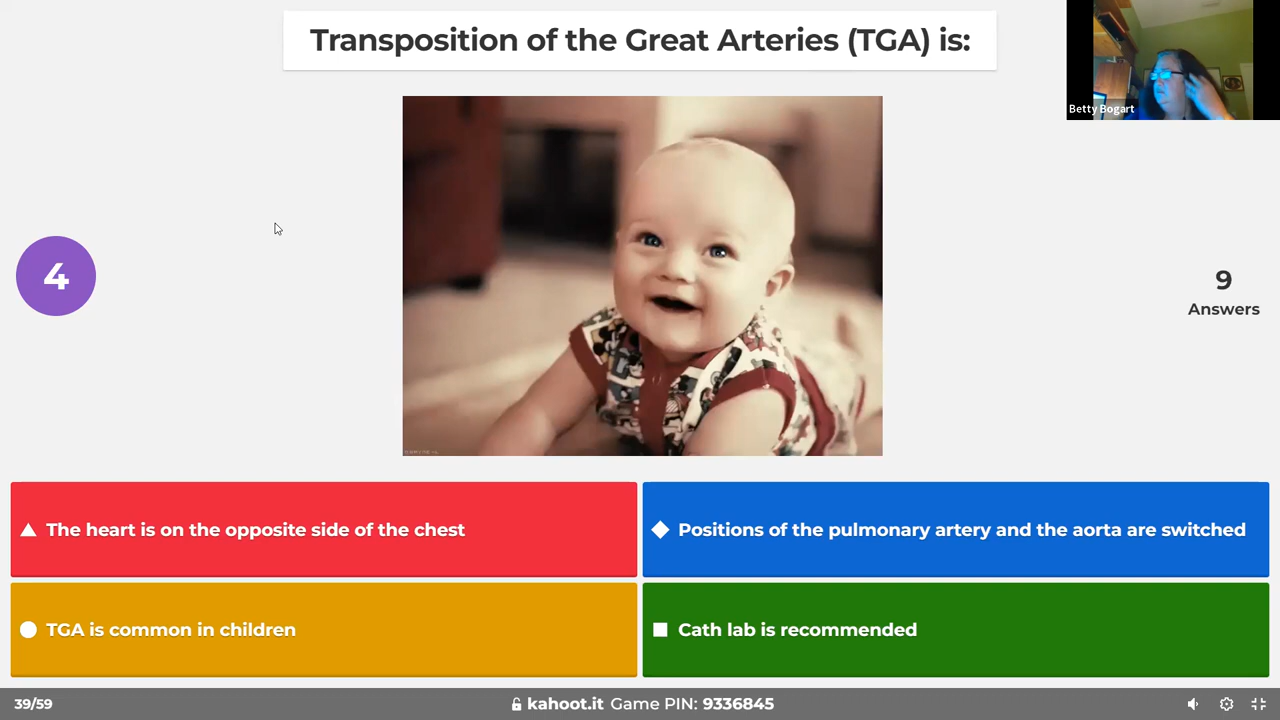 Transposition of the Great Arteries (TGA) is:
Betty Bogart
4
9
Answers
The heart is on the opposite side of the chest
Positions of the pulmonary artery and the aorta are switched
TGA is common in children
Cath lab is recommended
39/59
kahoot.it Game PIN: 9336845